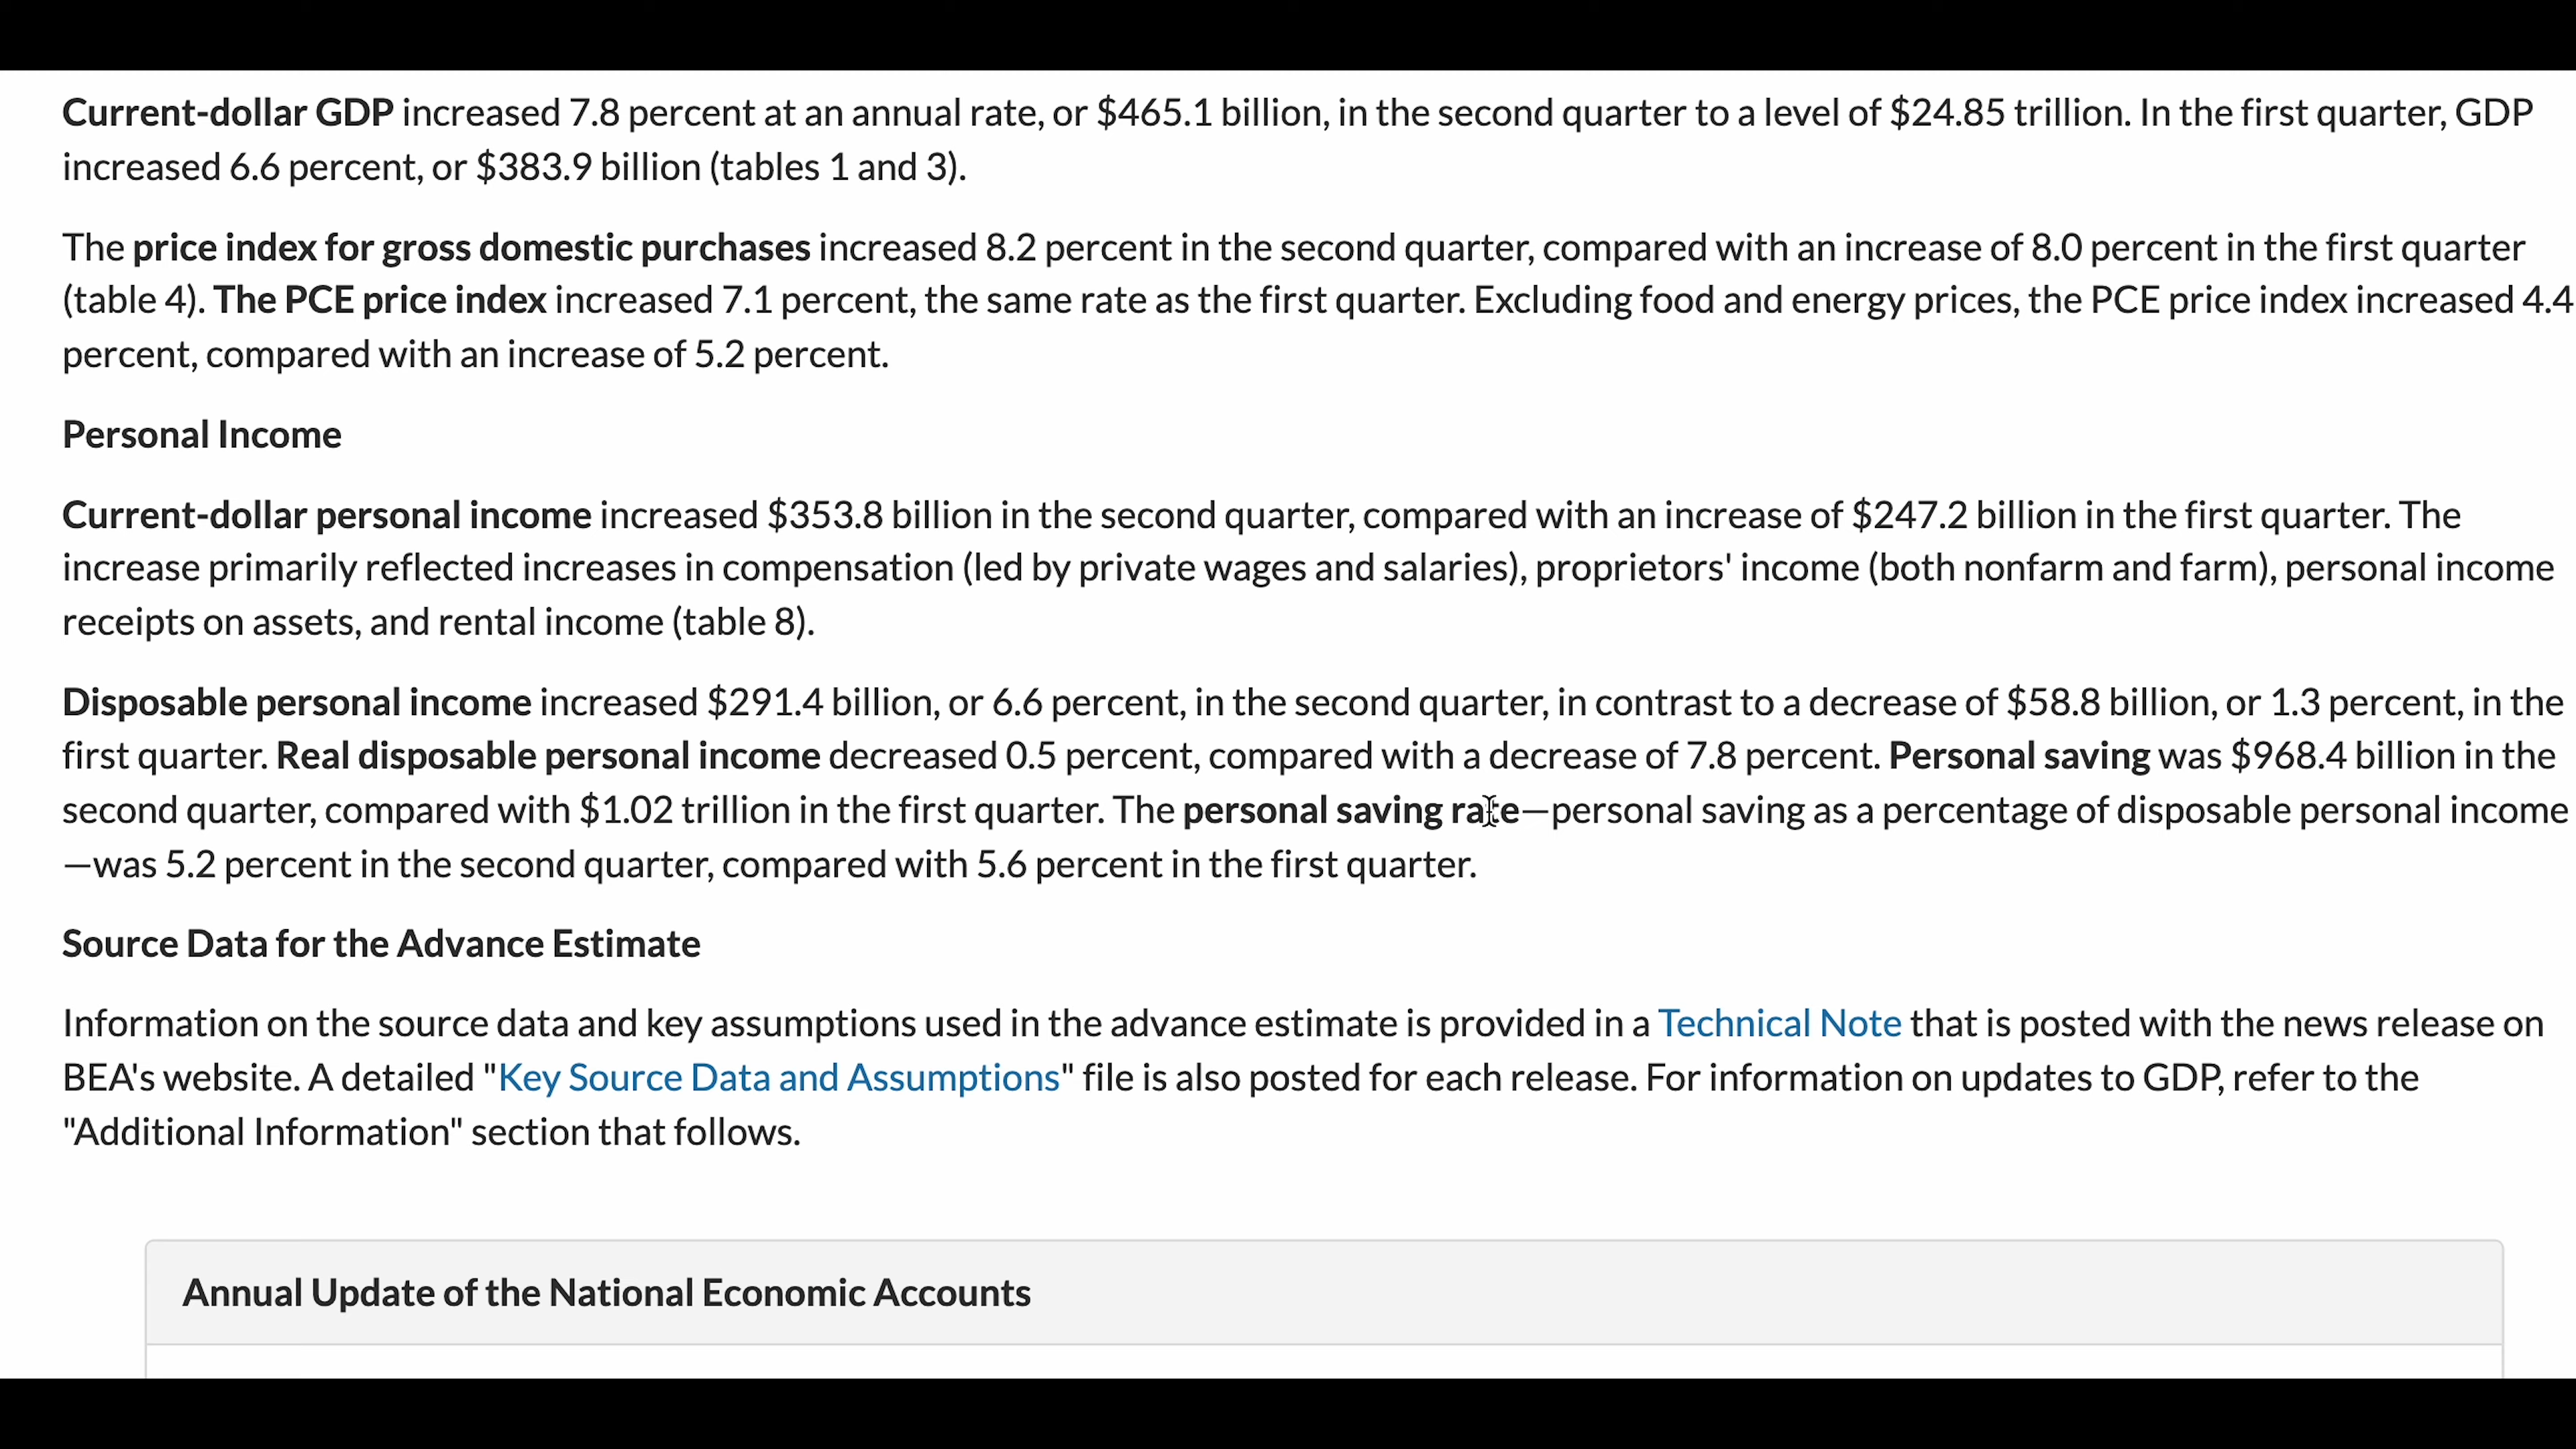 Current-dollar GDP increased 7.8 percent at an annual rate, or $465.1 billion, in the second quarter to a level of $24.85 trillion. In the first quarter, GDP
increased 6.6 percent, or $383.9 billion (tables 1 and 3).
The price index for gross domestic purchases increased 8.2 percent in the second quarter, compared with an increase of 8.0 percent in the first quarter
(table 4). The PCE price index increased 7.1 percent, the same rate as the first quarter. Excluding food and energy prices, the PCE price index increased 4.4
percent, compared with an increase of 5.2 percent.
Personal Income
Current-dollar personal income increased $353.8 billion in the second quarter, compared with an increase of $247.2 billion in the first quarter. The
increase primarily reflected increases in compensation (led by private wages and salaries), proprietors' income (both nonfarm and farm), personal income
receipts on assets, and rental income (table 8).
Disposable personal income increased $291.4 billion, or 6.6 percent, in the second quarter, in contrast to a decrease of $58.8 billion, or 1.3 percent, in the
first quarter. Real disposable personal income decreased 0.5 percent, compared with a decrease of 7.8 percent. Personal saving was $968.4 billion in the
second quarter, compared with $1.02 trillion in the first quarter. The personal saving rate—personal saving as a percentage of disposable personal income
—was 5.2 percent in the second quarter, compared with 5.6 percent in the first quarter.
Source Data for the Advance Estimate
Information on the source data and key assumptions used in the advance estimate is provided in a Technical Note that is posted with the news release on
BEA's website. A detailed "Key Source Data and Assumptions" file is also posted for each release. For information on updates to GDP, refer to the
"Additional Information" section that follows.
Annual Update of the National Economic Accounts